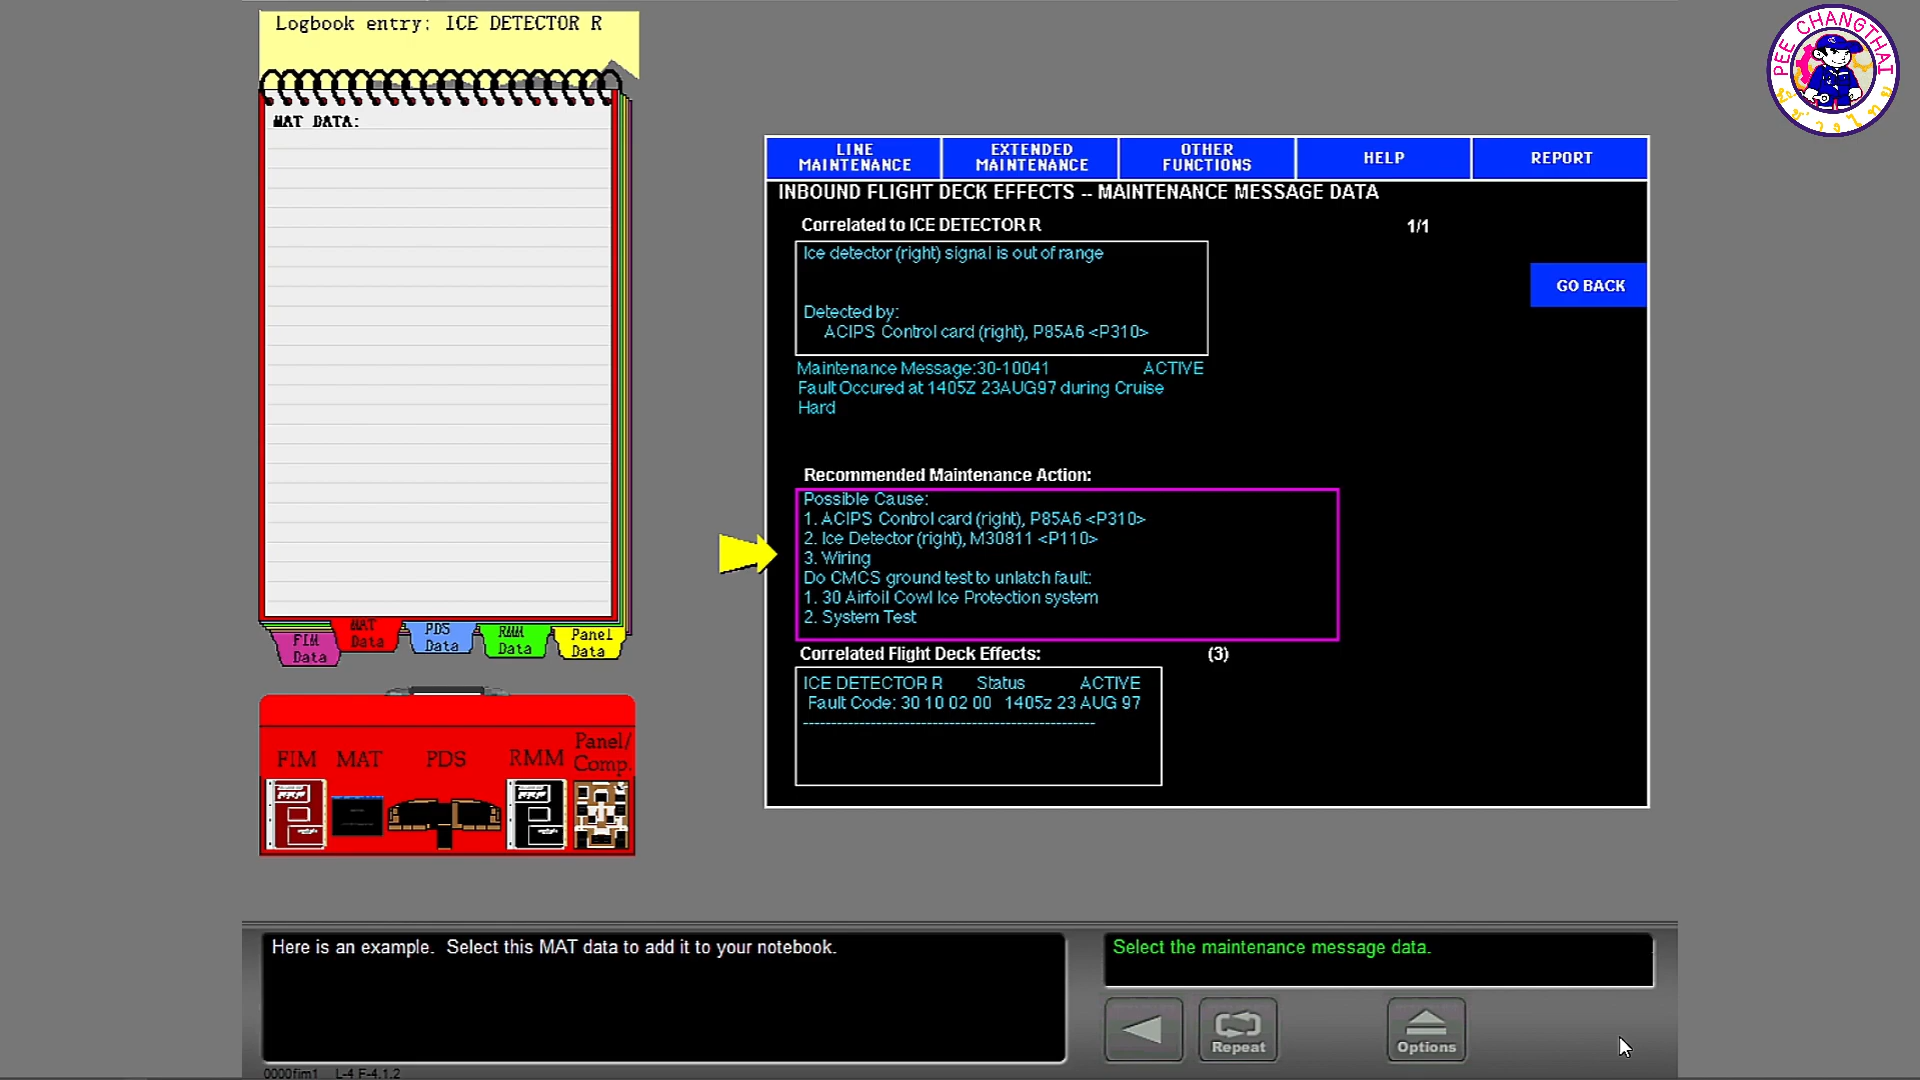 Logbook entry: ICE DETECTOR R
MAT DATA:
FIM Data
MAT Data
PDS Data
RMM Data
Panel Data
FIM
MAT
PDS
RMM
Panel/
Comp.
PEE CHANGTHAI
LINE
MAINTENANCE
EXTENDED
MAINTENANCE
OTHER
FUNCTIONS
HELP
REPORT
INBOUND FLIGHT DECK EFFECTS -- MAINTENANCE MESSAGE DATA
Correlated to ICE DETECTOR R 1/1
Ice detector (right) signal is out of range
GO BACK
Detected by:
ACIPS Control card (right), P85A6 <P310>
Maintenance Message:30-10041 ACTIVE
Fault Occured at 1405Z 23AUG97 during Cruise
Hard
Recommended Maintenance Action:
Possible Cause:
1. ACIPS Control card (right), P85A6 <P310>
2. Ice Detector (right), M30811 <P110>
3. Wiring
Do CMCS ground test to unlatch fault:
1. 30 Airfoil Cowl Ice Protection system
2. System Test
Correlated Flight Deck Effects: (3)
ICE DETECTOR R Status ACTIVE
Fault Code: 30 10 02 00 1405z 23 AUG 97
Here is an example. Select this MAT data to add it to your notebook.
Select the maintenance message data.
Repeat
Options
0000fim1 L-4 F-4.1.2